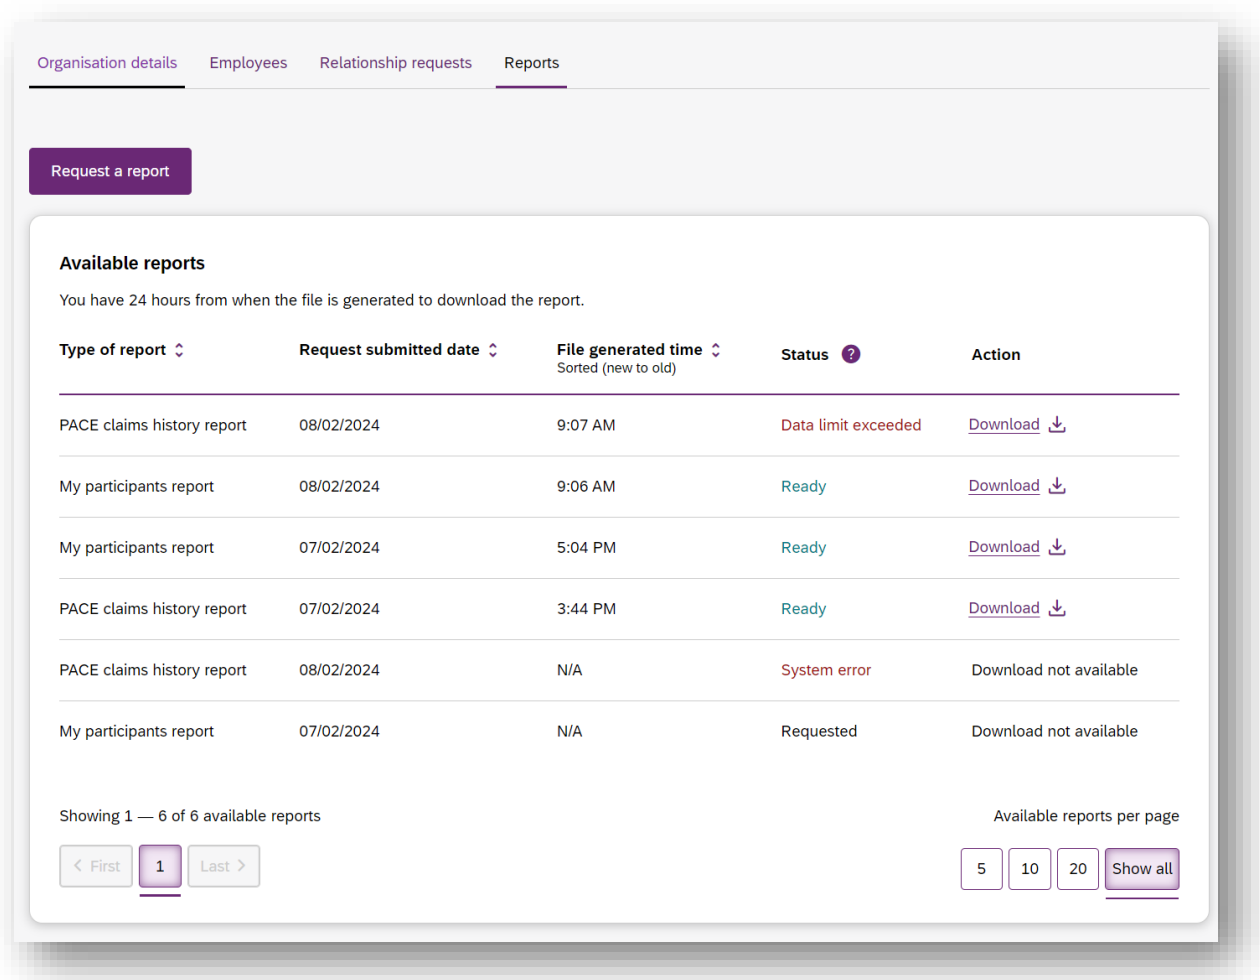 Organisation details Employees Relationship requests Reports
Request a report
Available reports
You have 24 hours from when the file is generated to download the report.
Type of report Request submitted date File generated time Status ? Action
Sorted (new to old)
PACE claims history report 08/02/2024 9:07 AM Data limit exceeded Download
My participants report 08/02/2024 9:06 AM Ready Download
My participants report 07/02/2024 5:04 PM Ready Download
PACE claims history report 07/02/2024 3:44 PM Ready Download
PACE claims history report 08/02/2024 N/A System error Download not available
My participants report 07/02/2024 N/A Requested Download not available
Showing 1 — 6 of 6 available reports Available reports per page
First 1 Last 5 10 20 Show all